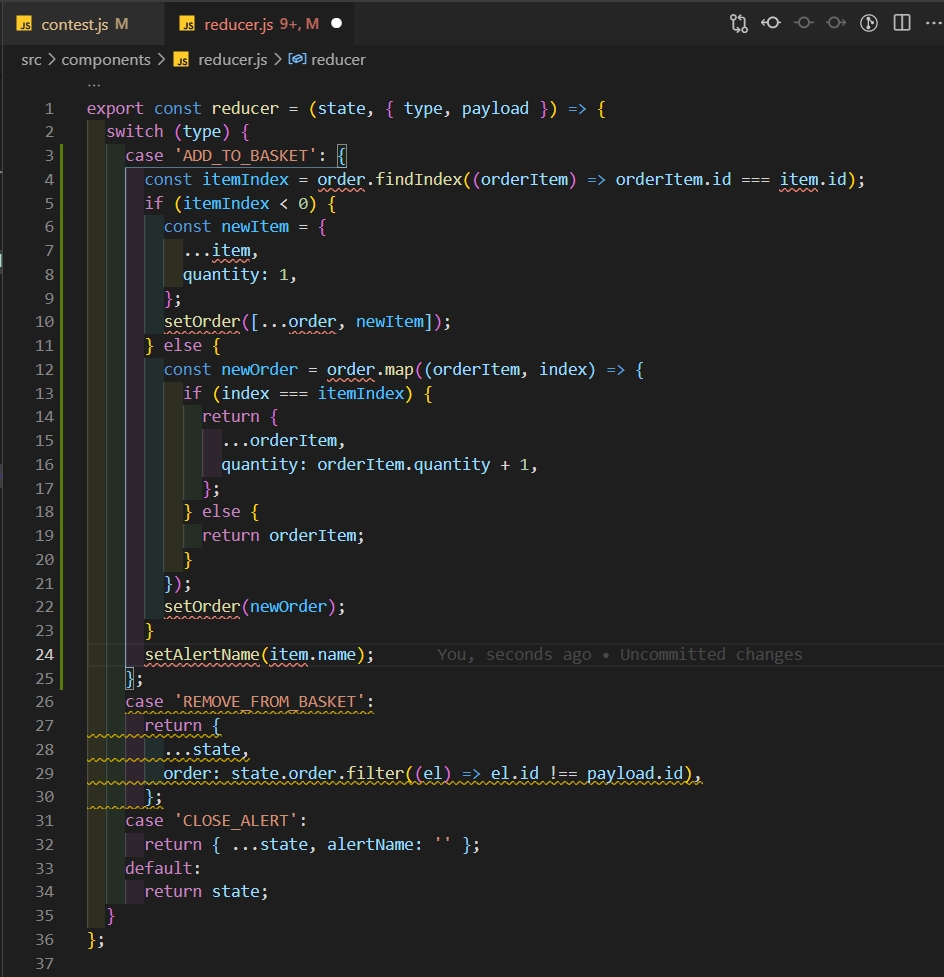 JS contest.js M JS reducer.js 9+, M
src > components > JS reducer.js > reducer
...
1 export const reducer = (state, { type, payload }) => {
2 switch (type) {
3 case 'ADD_TO_BASKET': {
4 const itemIndex = order.findIndex((orderItem) => orderItem.id === item.id);
5 if (itemIndex < 0) {
6 const newItem = {
7 ...item,
8 quantity: 1,
9 };
10 setOrder([...order, newItem]);
11 } else {
12 const newOrder = order.map((orderItem, index) => {
13 if (index === itemIndex) {
14 return {
15 ...orderItem,
16 quantity: orderItem.quantity + 1,
17 };
18 } else {
19 return orderItem;
20 }
21 });
22 setOrder(newOrder);
23 }
24 setAlertName(item.name); You, seconds ago • Uncommitted changes
25 };
26 case 'REMOVE_FROM_BASKET':
27 return {
28 ...state,
29 order: state.order.filter((el) => el.id !== payload.id),
30 };
31 case 'CLOSE_ALERT':
32 return { ...state, alertName: '' };
33 default:
34 return state;
35 }
36 };
37